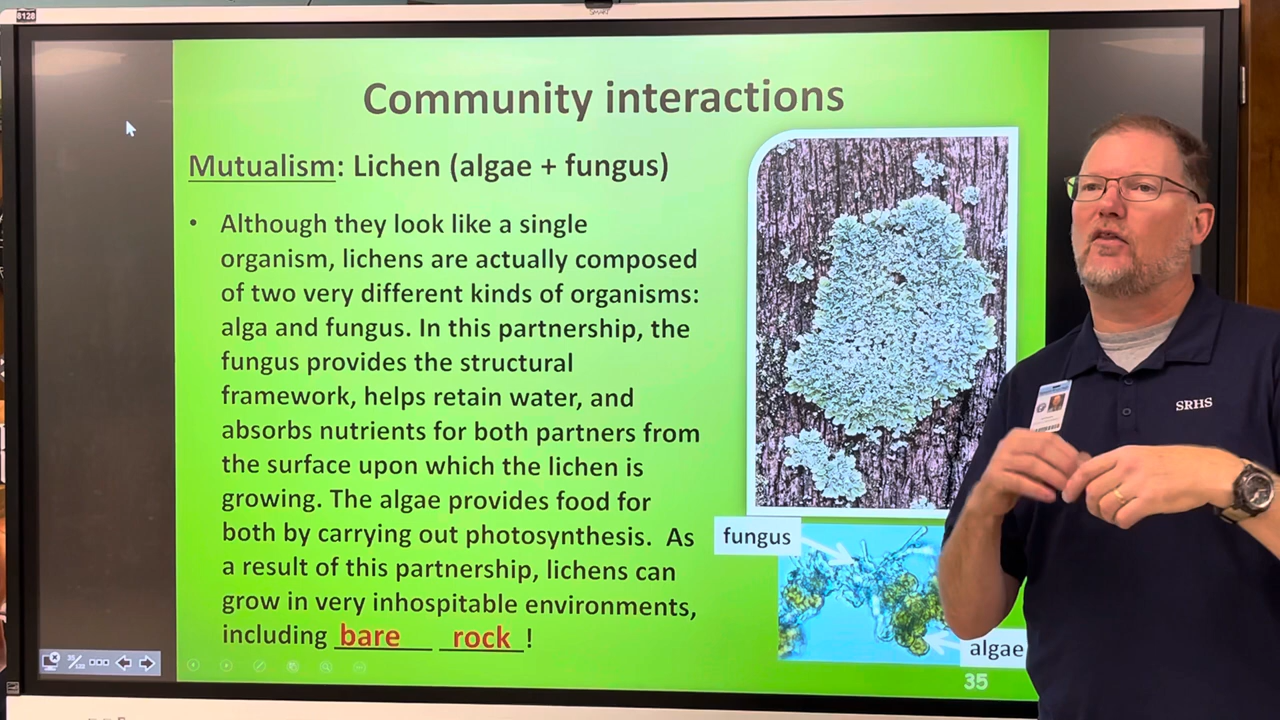 8128
SMART
Community interactions
Mutualism: Lichen (algae + fungus)
• Although they look like a single
organism, lichens are actually composed
of two very different kinds of organisms:
alga and fungus. In this partnership, the
fungus provides the structural
framework, helps retain water, and
absorbs nutrients for both partners from
the surface upon which the lichen is
growing. The algae provides food for
both by carrying out photosynthesis. As
a result of this partnership, lichens can
grow in very inhospitable environments,
including bare rock !
fungus
algae
35
SRHS